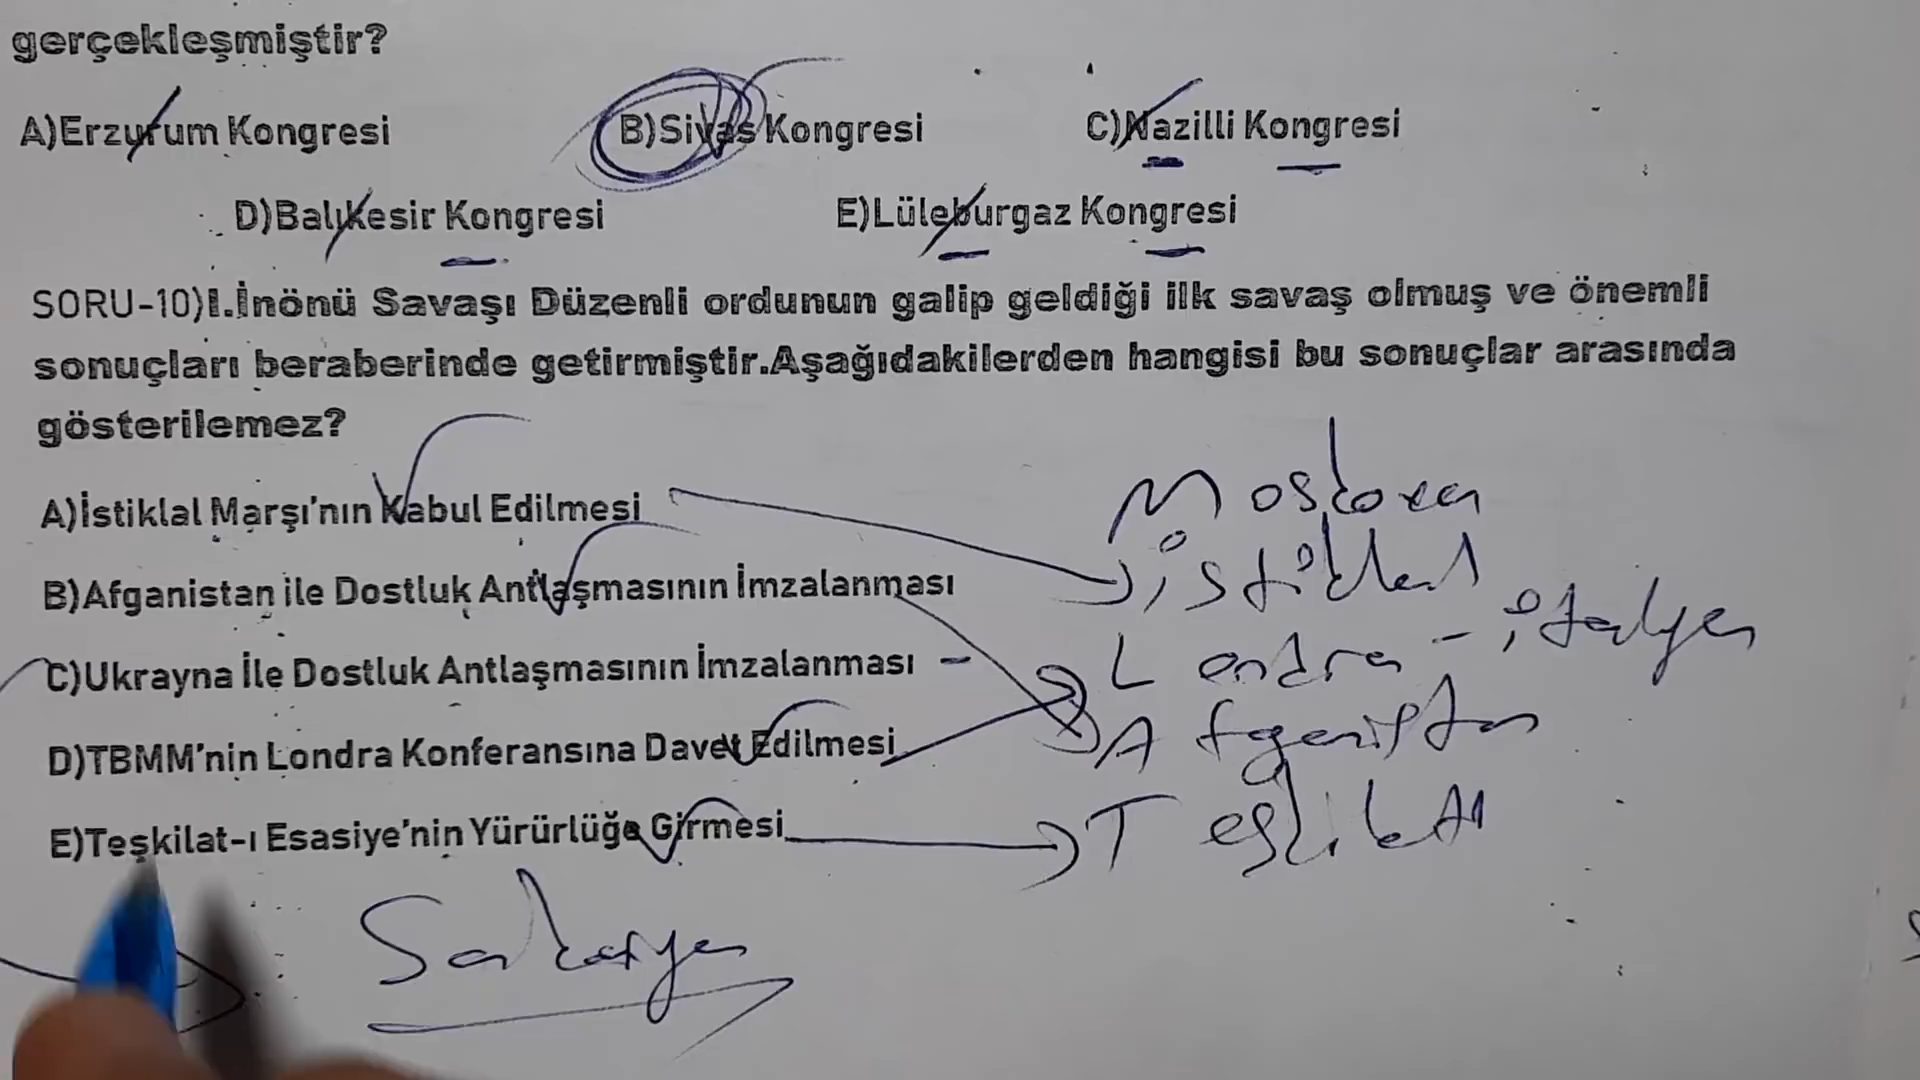 gerçekleşmiştir?
A)Erzurum Kongresi B)Sivas Kongresi C)Nazilli Kongresi
D)Balıkesir Kongresi E)Lüleburgaz Kongresi
SORU-10)I.İnönü Savaşı Düzenli ordunun galip geldiği ilk savaş olmuş ve önemli
sonuçları beraberinde getirmiştir.Aşağıdakilerden hangisi bu sonuçlar arasında
gösterilemez?
A)İstiklal Marşı'nın Kabul Edilmesi
B)Afganistan ile Dostluk Antlaşmasının İmzalanması
C)Ukrayna İle Dostluk Antlaşmasının İmzalanması -
D)TBMM'nin Londra Konferansına Davet Edilmesi
E)Teşkilat-ı Esasiye'nin Yürürlüğe Girmesi
Moskova
istiklal
Londra - italya
Afganistan
Teşkilatı
Sakarya